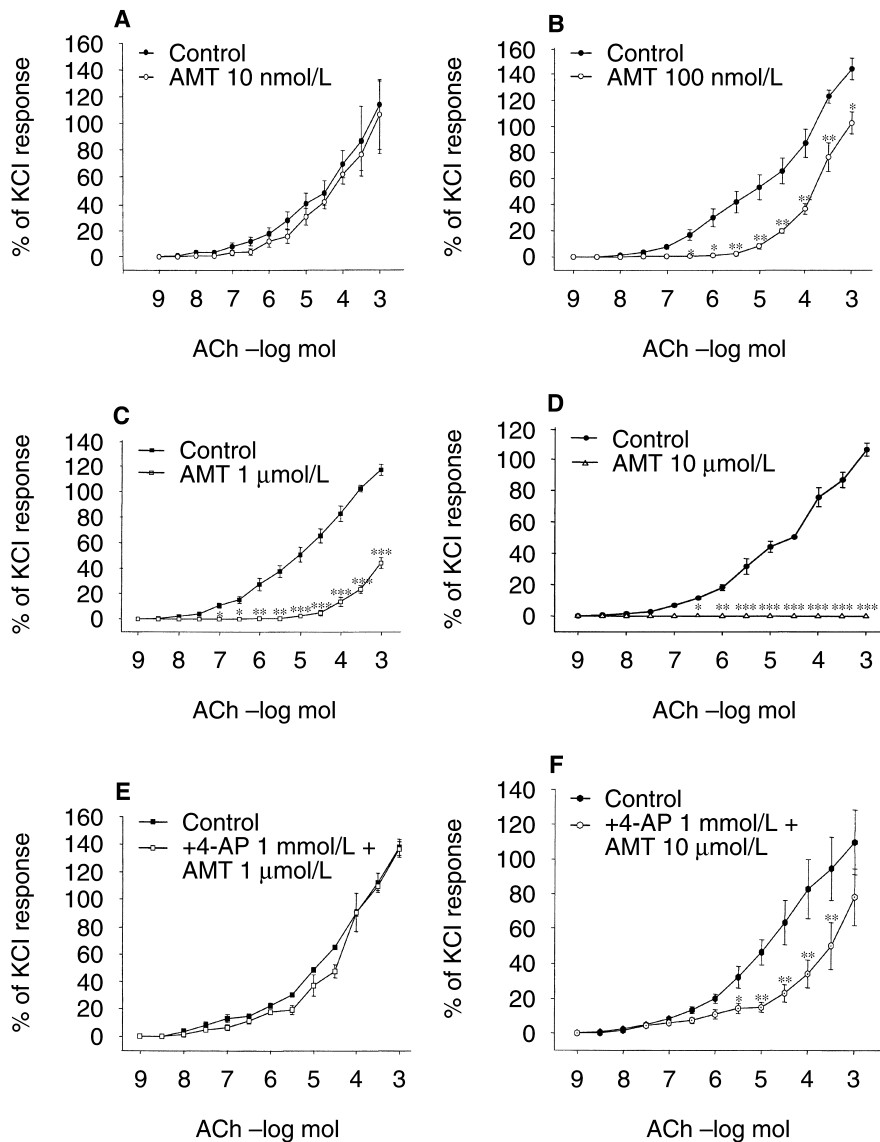 A
% of KCl response
160
140
120
100
80
60
40
20
0
Control
AMT 10 nmol/L
9 8 7 6 5 4 3
ACh –log mol
B
% of KCl response
160
140
120
100
80
60
40
20
0
Control
AMT 100 nmol/L
* * ** ** ** ** ** *
9 8 7 6 5 4 3
ACh –log mol
C
% of KCl response
140
120
100
80
60
40
20
0
Control
AMT 1 μmol/L
* * ** ** *** *** *** *** ***
9 8 7 6 5 4 3
ACh –log mol
D
% of KCl response
120
100
80
60
40
20
0
Control
AMT 10 μmol/L
* ** *** *** *** *** *** ***
9 8 7 6 5 4 3
ACh –log mol
E
% of KCl response
160
140
120
100
80
60
40
20
0
Control
+4-AP 1 mmol/L +
AMT 1 μmol/L
9 8 7 6 5 4 3
ACh –log mol
F
% of KCl response
140
120
100
80
60
40
20
0
Control
+4-AP 1 mmol/L +
AMT 10 μmol/L
* ** ** ** **
9 8 7 6 5 4 3
ACh –log mol